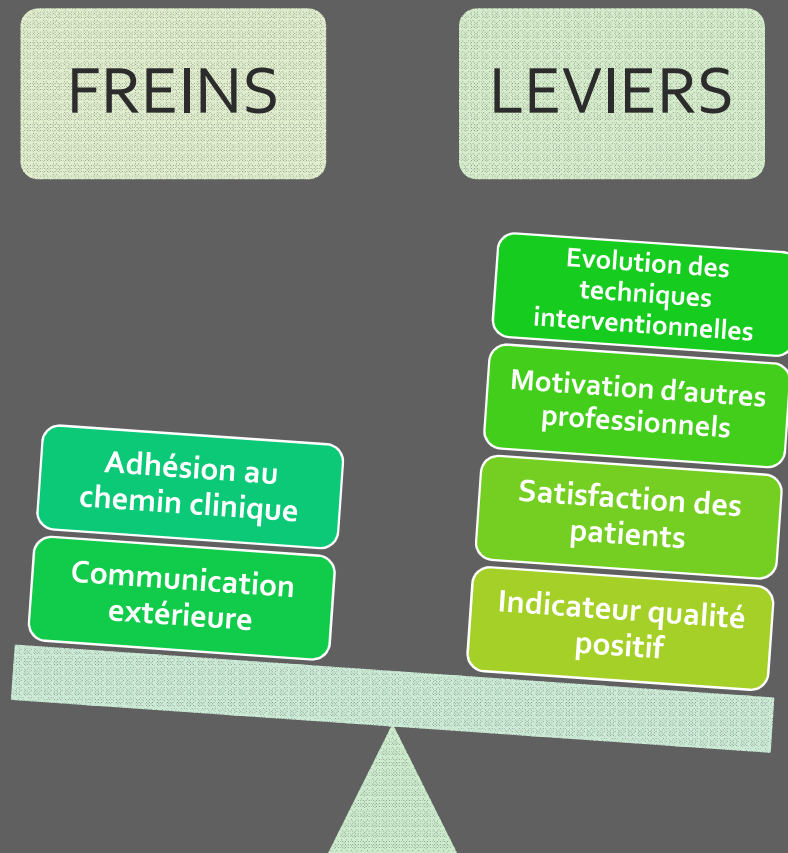 FREINS
LEVIERS
Adhésion au
chemin clinique
Communication
extérieure
Evolution des
techniques
interventionnelles
Motivation d’autres
professionnels
Satisfaction des
patients
Indicateur qualité
positif